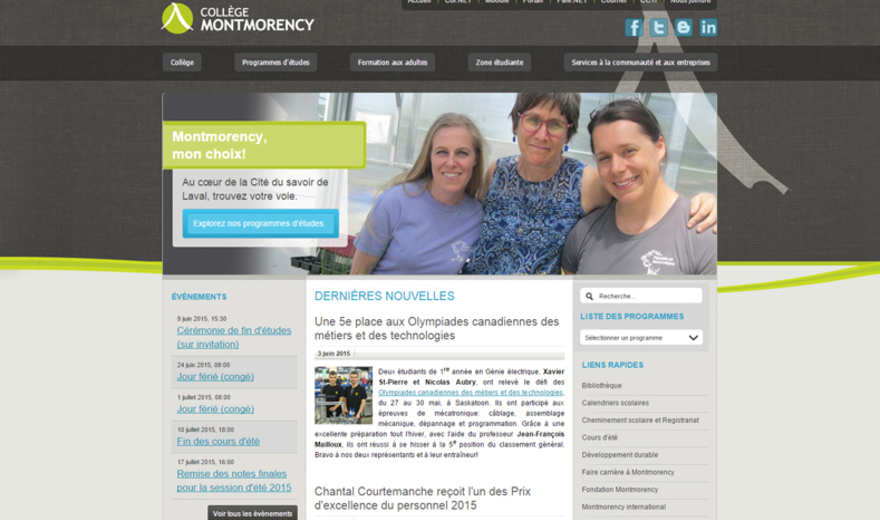 Accueil Col.NET Moodle Portail Paie.NET Courriel CCTI Nous joindre
COLLÈGE
MONTMORENCY
Collège Programmes d'études Formation aux adultes Zone étudiante Services à la communauté et aux entreprises
Montmorency,
mon choix!
Au cœur de la Cité du savoir de
Laval, trouvez votre voie.
Explorez nos programmes d'études
ÉVÈNEMENTS
9 juin 2015, 15:30
Cérémonie de fin d'études
(sur invitation)
24 juin 2015, 08:00
Jour férié (congé)
1 juillet 2015, 08:00
Jour férié (congé)
10 juillet 2015, 18:00
Fin des cours d'été
17 juillet 2015, 16:00
Remise des notes finales
pour la session d'été 2015
Voir tous les évènements
DERNIÈRES NOUVELLES
Une 5e place aux Olympiades canadiennes des
métiers et des technologies
3 juin 2015
Deux étudiants de 1re année en Génie électrique, Xavier
St-Pierre et Nicolas Aubry, ont relevé le défi des
Olympiades canadiennes des métiers et des technologies,
du 27 au 30 mai, à Saskatoon. Ils ont participé aux
épreuves de mécatronique: câblage, assemblage
mécanique, dépannage et programmation. Grâce à une
excellente préparation tout l'hiver, avec l'aide du professeur Jean-François
Mailloux, ils ont réussi à se hisser à la 5e position du classement général.
Bravo à nos deux représentants et à leur entraîneur!
Chantal Courtemanche reçoit l'un des Prix
d'excellence du personnel 2015
Recherche...
LISTE DES PROGRAMMES
Sélectionner un programme
LIENS RAPIDES
Bibliothèque
Calendriers scolaires
Cheminement scolaire et Registrariat
Cours d'été
Développement durable
Faire carrière à Montmorency
Fondation Montmorency
Montmorency international